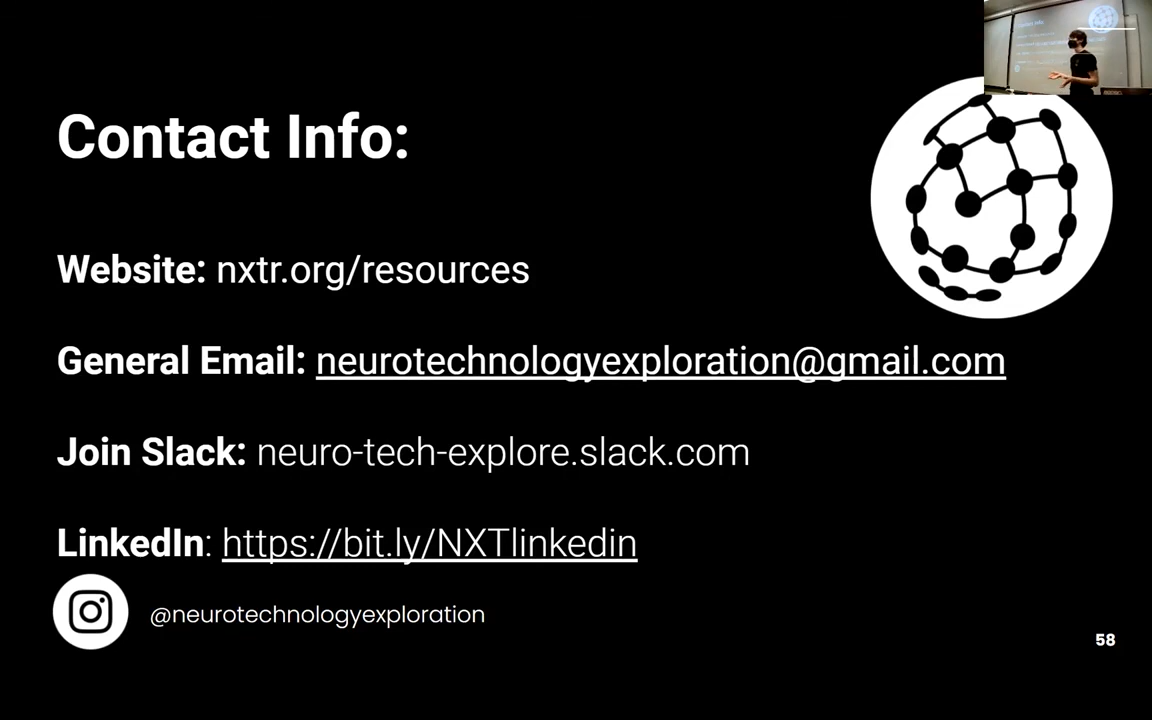 Contact Info:
Website: nxtr.org/resources
General Email: neurotechnologyexploration@gmail.com
Join Slack: neuro-tech-explore.slack.com
LinkedIn: https://bit.ly/NXTlinkedin
@neurotechnologyexploration
58